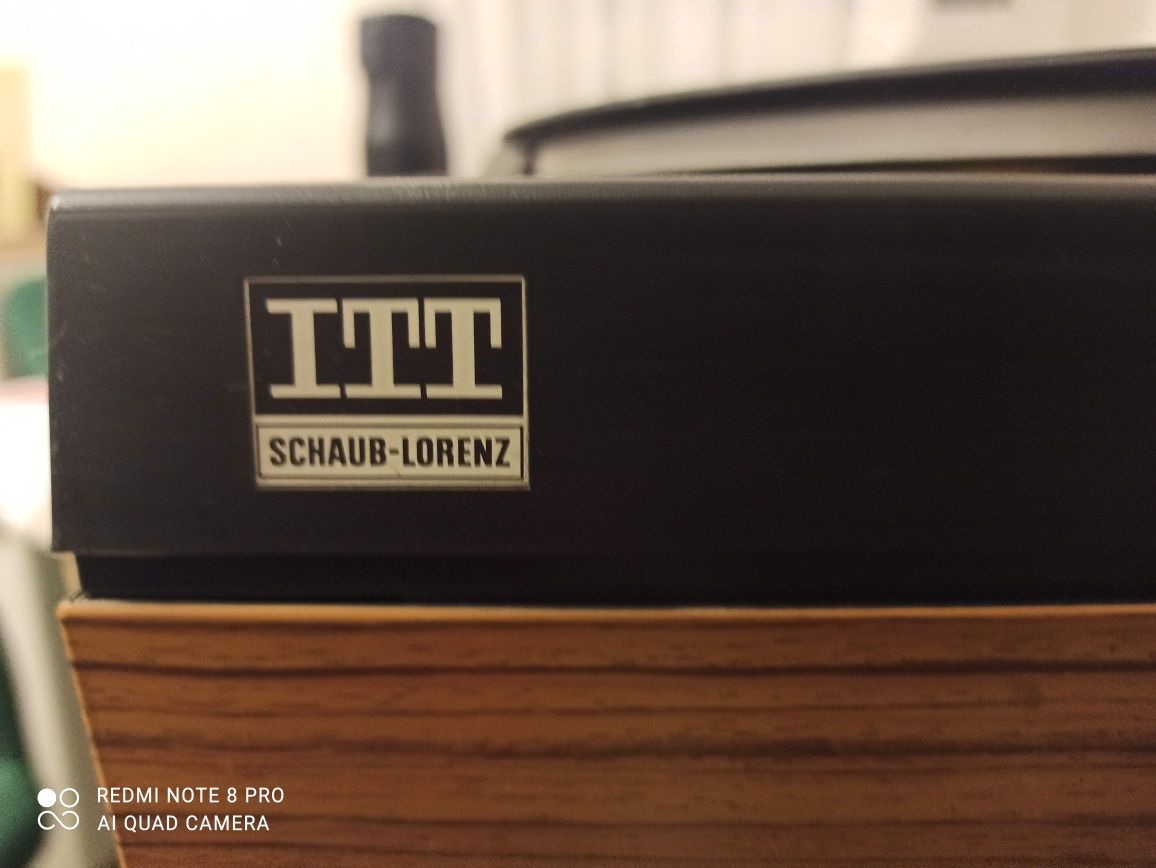 ITT
SCHAUB-LORENZ
REDMI NOTE 8 PRO
AI QUAD CAMERA